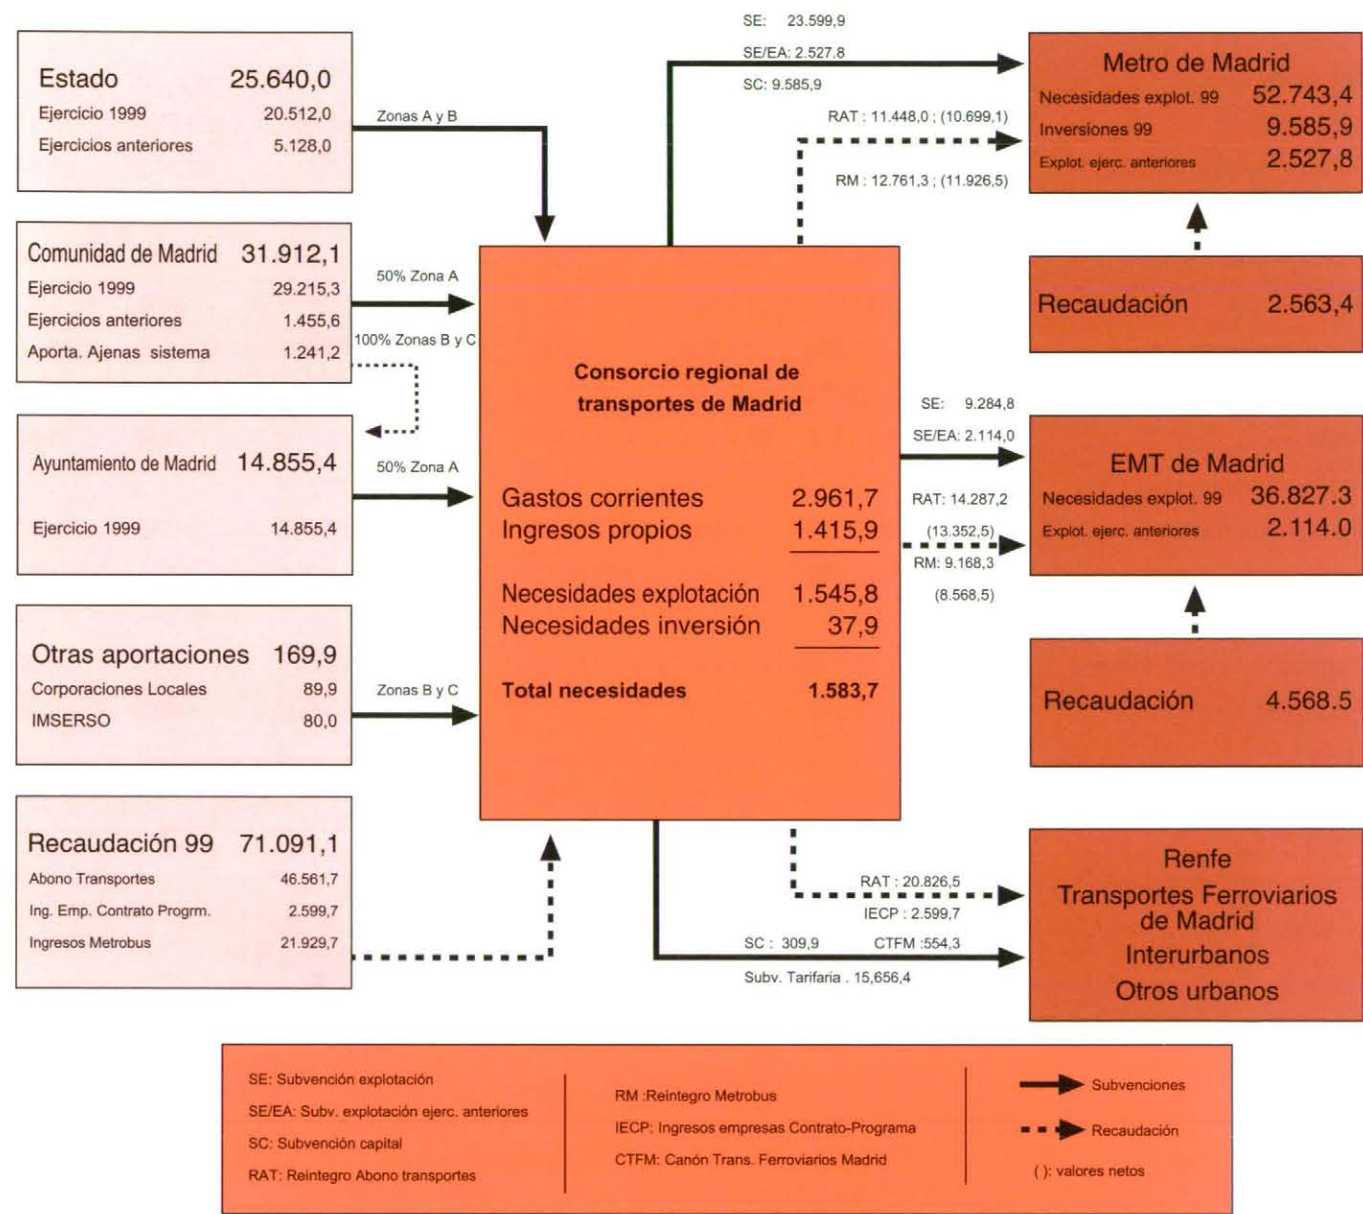 Estado 25.640,0
Ejercicio 1999 20.512,0
Ejercicios anteriores 5.128,0
Zonas A y B
Comunidad de Madrid 31.912,1
Ejercicio 1999 29.215,3
Ejercicios anteriores 1.455,6
Aporta. Ajenas sistema 1.241,2
50% Zona A
100% Zonas B y C
Ayuntamiento de Madrid 14.855,4
Ejercicio 1999 14.855,4
50% Zona A
Otras aportaciones 169,9
Corporaciones Locales 89,9
IMSERSO 80,0
Zonas B y C
Recaudación 99 71.091,1
Abono Transportes 46.561,7
Ing. Emp. Contrato Progrm. 2.599,7
Ingresos Metrobus 21.929,7
Consorcio regional de
transportes de Madrid
Gastos corrientes 2.961,7
Ingresos propios 1.415,9
Necesidades explotación 1.545,8
Necesidades inversión 37,9
Total necesidades 1.583,7
SE: 23.599,9
SE/EA: 2.527.8
SC: 9.585,9
RAT : 11.448,0 ; (10.699,1)
RM : 12.761,3 ; (11.926,5)
Metro de Madrid
Necesidades explot. 99 52.743,4
Inversiones 99 9.585,9
Explot. ejerc. anteriores 2.527,8
Recaudación 2.563,4
SE: 9.284,8
SE/EA: 2.114,0
RAT: 14.287,2
(13.352,5)
RM: 9.168,3
(8.568,5)
EMT de Madrid
Necesidades explot. 99 36.827.3
Explot. ejerc. anteriores 2.114.0
Recaudación 4.568.5
RAT : 20.826,5
IECP : 2.599,7
SC : 309,9 CTFM :554,3
Subv. Tarifaria . 15,656,4
Renfe
Transportes Ferroviarios
de Madrid
Interurbanos
Otros urbanos
SE: Subvención explotación
SE/EA: Subv. explotación ejerc. anteriores
SC: Subvención capital
RAT: Reintegro Abono transportes
RM :Reintegro Metrobus
IECP: Ingresos empresas Contrato-Programa
CTFM: Canón Trans. Ferroviarios Madrid
Subvenciones
Recaudación
( ): valores netos